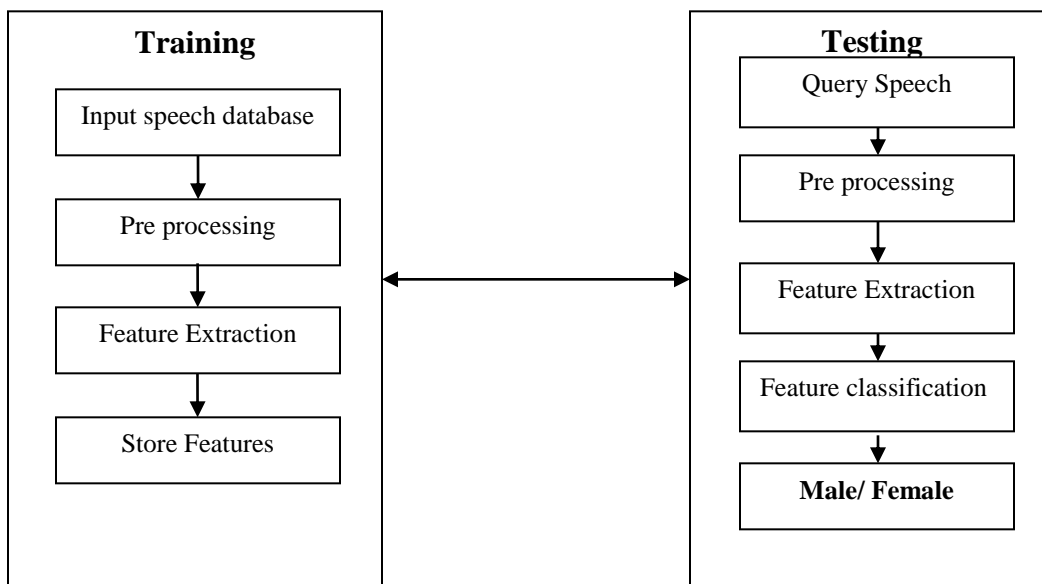 Training
Input speech database
Pre processing
Feature Extraction
Store Features
Testing
Query Speech
Pre processing
Feature Extraction
Feature classification
Male/ Female